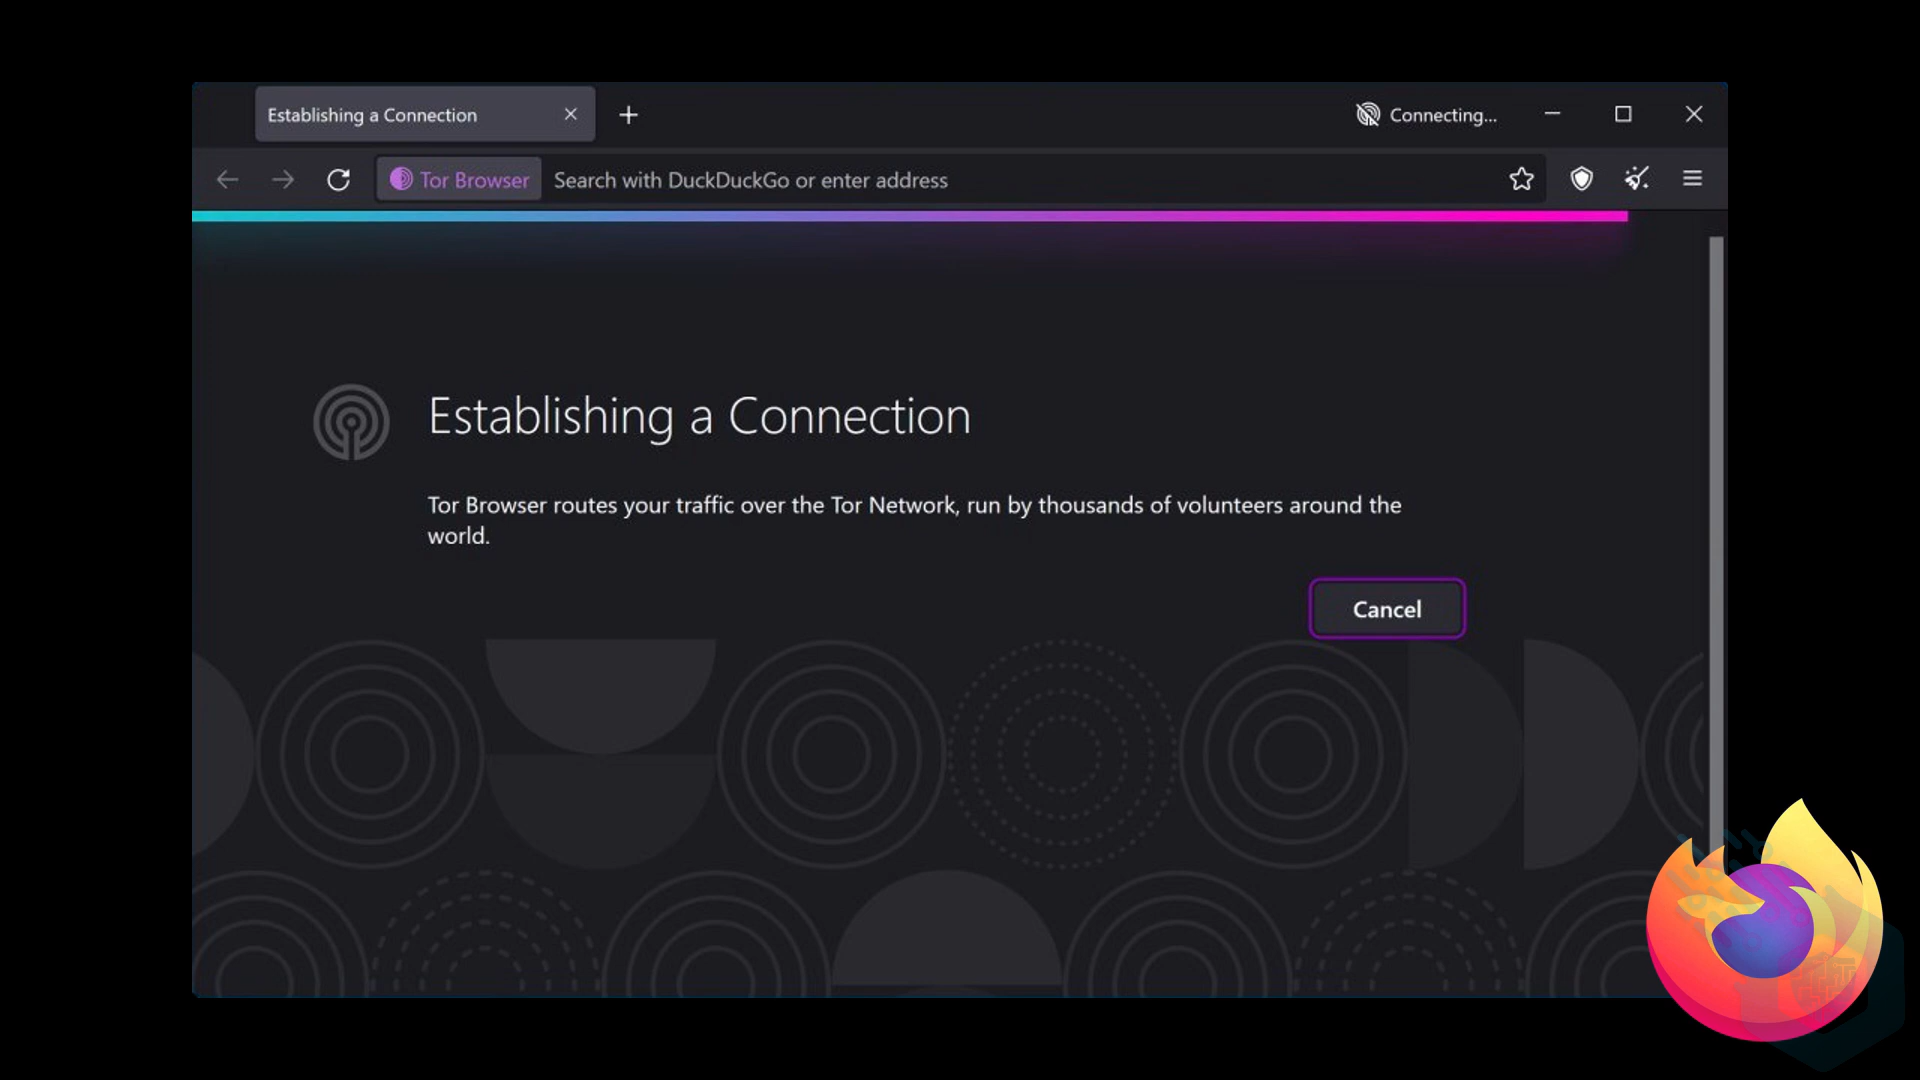 Establishing a Connection
Connecting...
Tor Browser
Search with DuckDuckGo or enter address
Establishing a Connection
Tor Browser routes your traffic over the Tor Network, run by thousands of volunteers around the
world.
Cancel